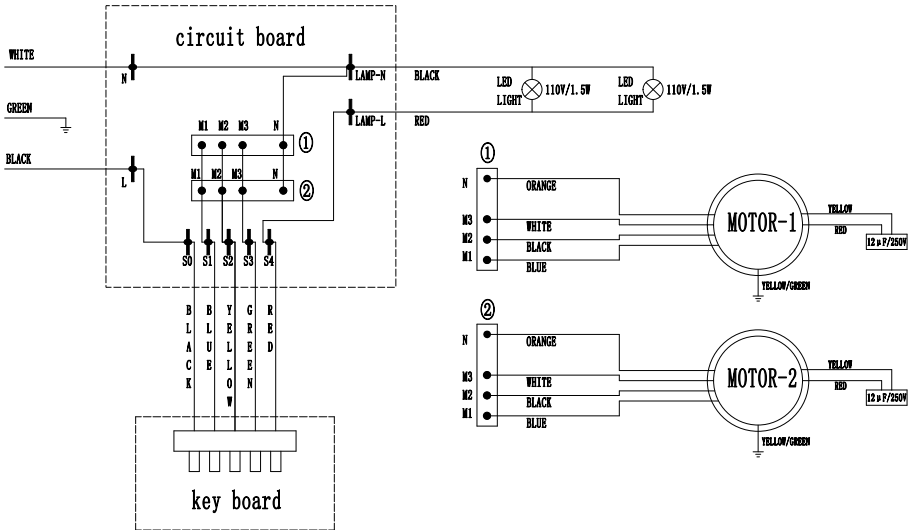 circuit board
WHITE
N
LAMP-N
BLACK
LED
LIGHT
110V/1.5W
LED
LIGHT
110V/1.5W
GREEN
LAMP-L
RED
M1 M2 M3 N
①
BLACK
L
M1 M2 M3 N
②
S0 S1 S2 S3 S4
BLACK
BLUE
YELLOW
GREEN
RED
key board
①
N
ORANGE
M3
WHITE
M2
BLACK
M1
BLUE
MOTOR-1
YELLOW
RED
12μF/250V
YELLOW/GREEN
②
N
ORANGE
M3
WHITE
M2
BLACK
M1
BLUE
MOTOR-2
YELLOW
RED
12μF/250V
YELLOW/GREEN